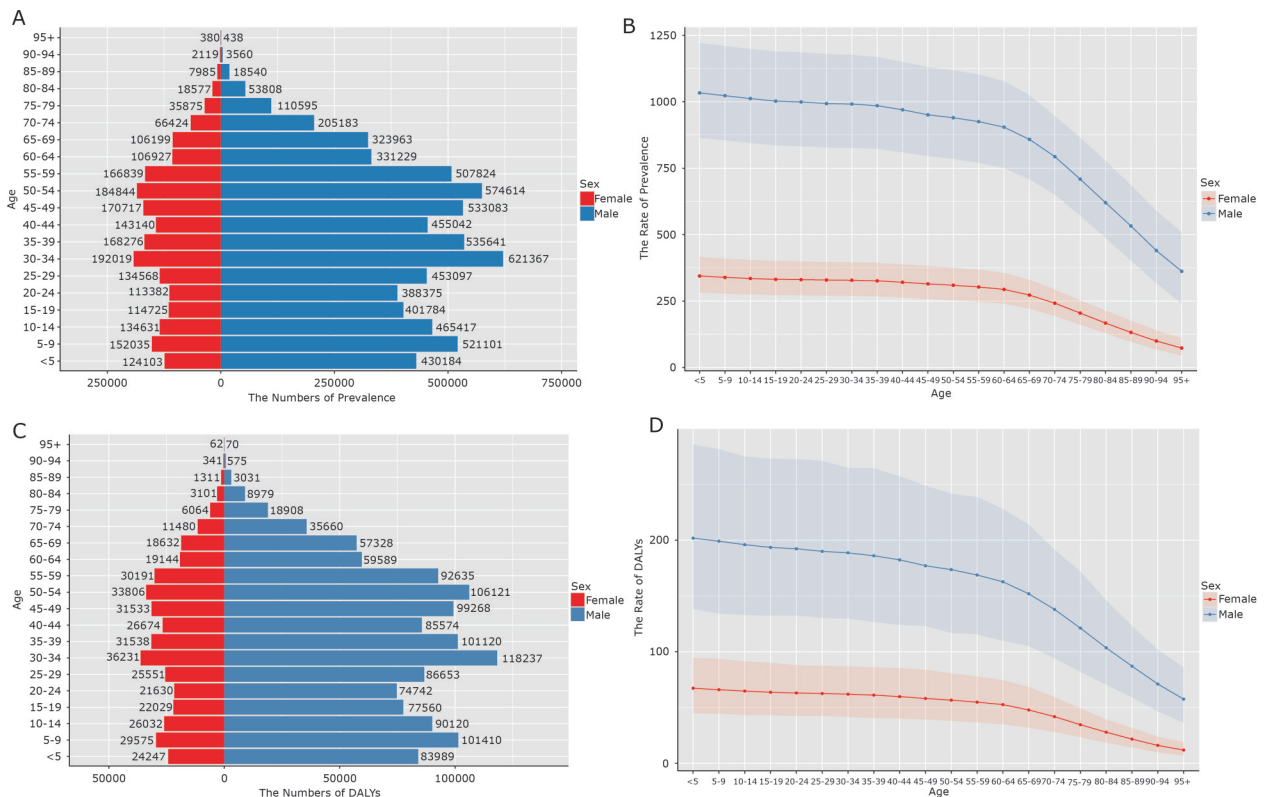 A
95+ 380 438
90-94 2119 3560
85-89 7985 18540
80-84 18577 53808
75-79 35875 110595
70-74 66424 205183
65-69 106199 323963
60-64 106927 331229
55-59 166839 507824
50-54 184844 574614
45-49 170717 533083
40-44 143140 455042
35-39 168276 535641
30-34 192019 621367
25-29 134568 453097
20-24 113382 388375
15-19 114725 401784
10-14 134631 465417
5-9 152035 521101
<5 124103 430184
Age
250000 0 250000 500000 750000
The Numbers of Prevalence
Sex
Female
Male
B
1250
1000
750
500
250
0
The Rate of Prevalence
<5 5-9 10-14 15-19 20-24 25-29 30-34 35-39 40-44 45-49 50-54 55-59 60-64 65-69 70-74 75-79 80-84 85-89 90-94 95+
Age
Sex
Female
Male
C
95+ 62 70
90-94 341 575
85-89 1311 3031
80-84 3101 8979
75-79 6064 18908
70-74 11480 35660
65-69 18632 57328
60-64 19144 59589
55-59 30191 92635
50-54 33806 106121
45-49 31533 99268
40-44 26674 85574
35-39 31538 101120
30-34 36231 118237
25-29 25551 86653
20-24 21630 74742
15-19 22029 77560
10-14 26032 90120
5-9 29575 101410
<5 24247 83989
Age
50000 0 50000 100000
The Numbers of DALYs
Sex
Female
Male
D
200
100
0
The Rate of DALYs
<5 5-9 10-14 15-19 20-24 25-29 30-34 35-39 40-44 45-49 50-54 55-59 60-64 65-69 70-74 75-79 80-84 85-89 90-94 95+
Age
Sex
Female
Male